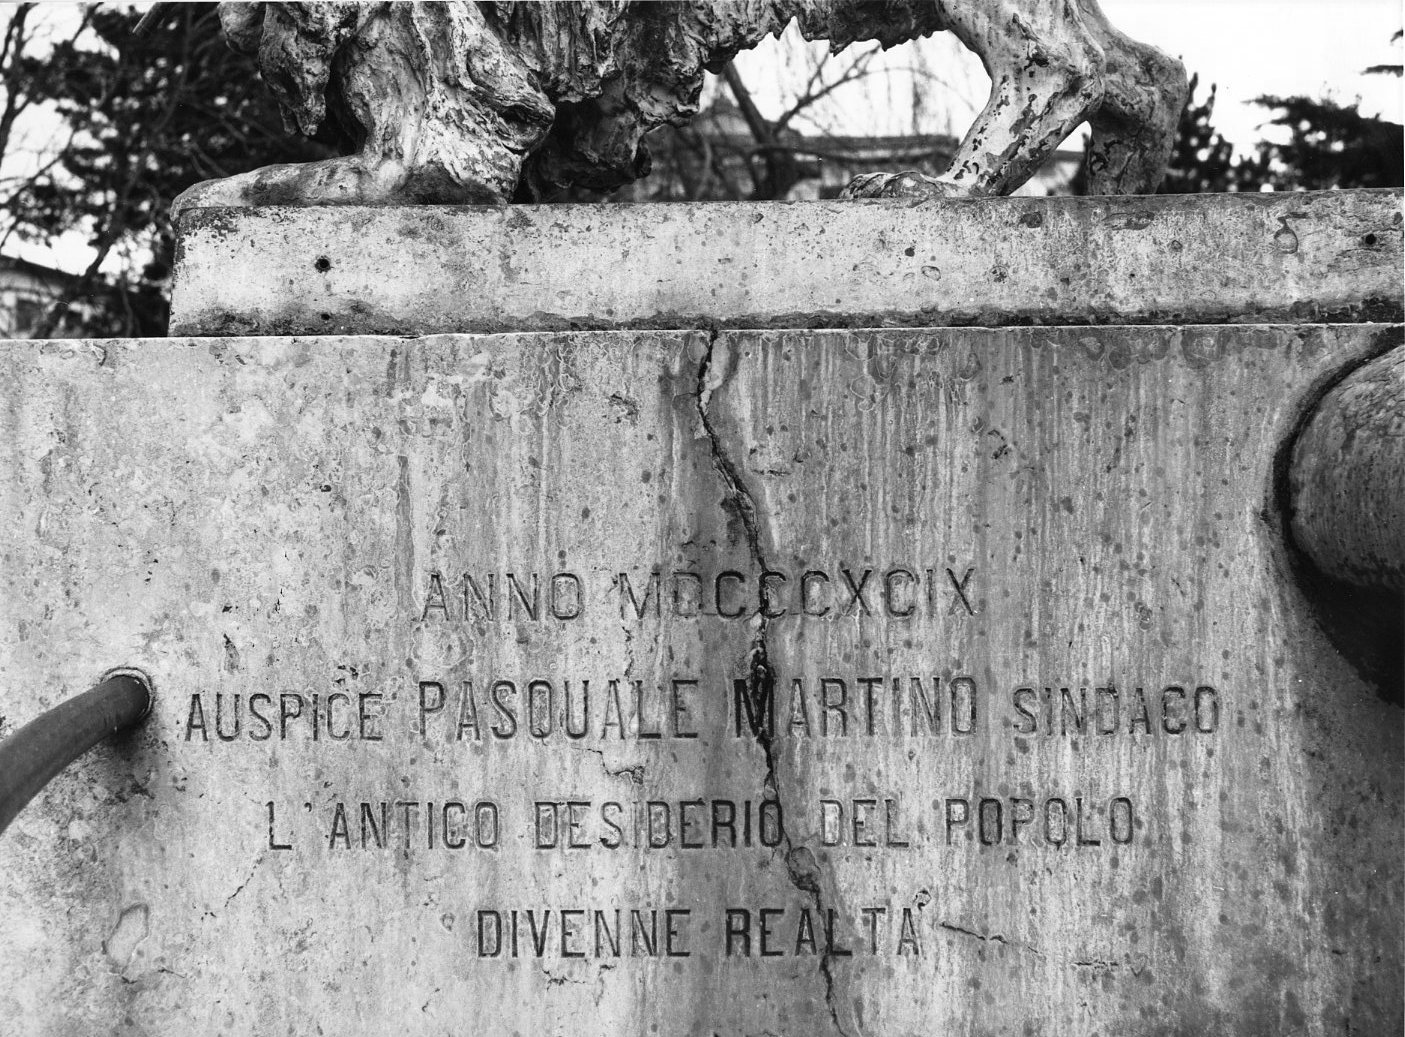 ANNO MDCCCXCIX
AUSPICE PASQUALE MARTINO SINDACO
L'ANTICO DESIDERIO DEL POPOLO
DIVENNE REALTA'